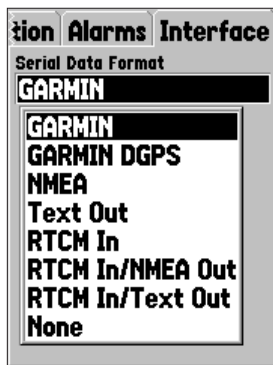 tion Alarms Interface
Serial Data Format
GARMIN
GARMIN
GARMIN DGPS
NMEA
Text Out
RTCM In
RTCM In/NMEA Out
RTCM In/Text Out
None